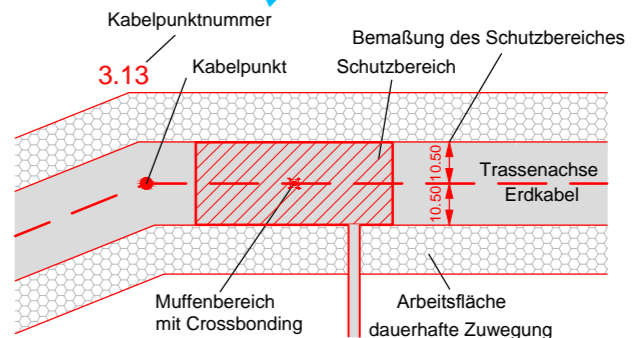 Kabelpunktnummer
3.13
Kabelpunkt
Bemaßung des Schutzbereiches
Schutzbereich
10.50
10.50
Trassenachse
Erdkabel
Muffenbereich
mit Crossbonding
Arbeitsfläche
dauerhafte Zuwegung